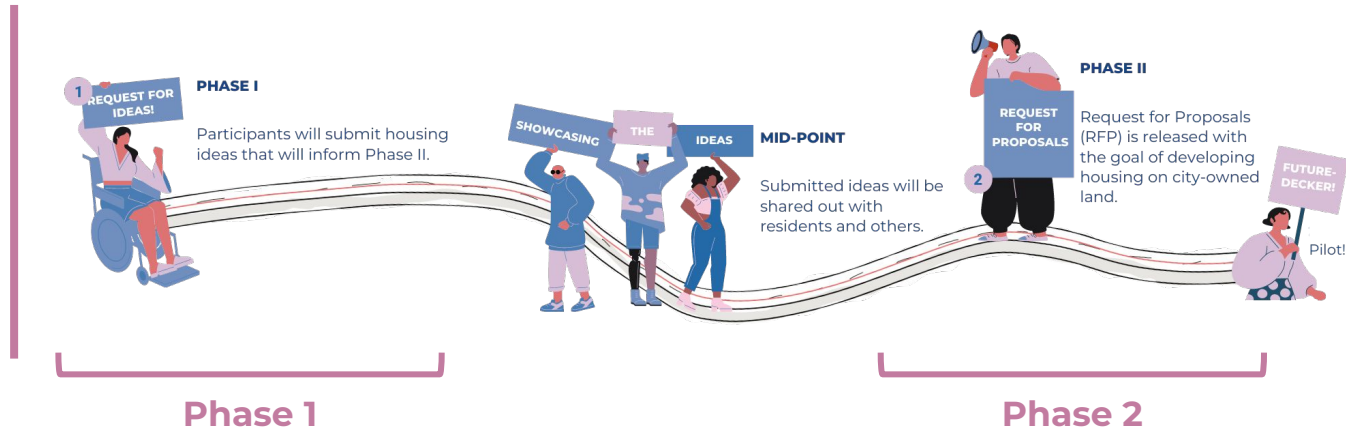 1
REQUEST FOR
IDEAS!
PHASE I
Participants will submit housing
ideas that will inform Phase II.
SHOWCASING
THE
IDEAS
MID-POINT
Submitted ideas will be
shared out with
residents and others.
REQUEST
FOR
PROPOSALS
2
PHASE II
Request for Proposals
(RFP) is released with
the goal of developing
housing on city-owned
land.
FUTURE-
DECKER!
Pilot!
Phase 1
Phase 2